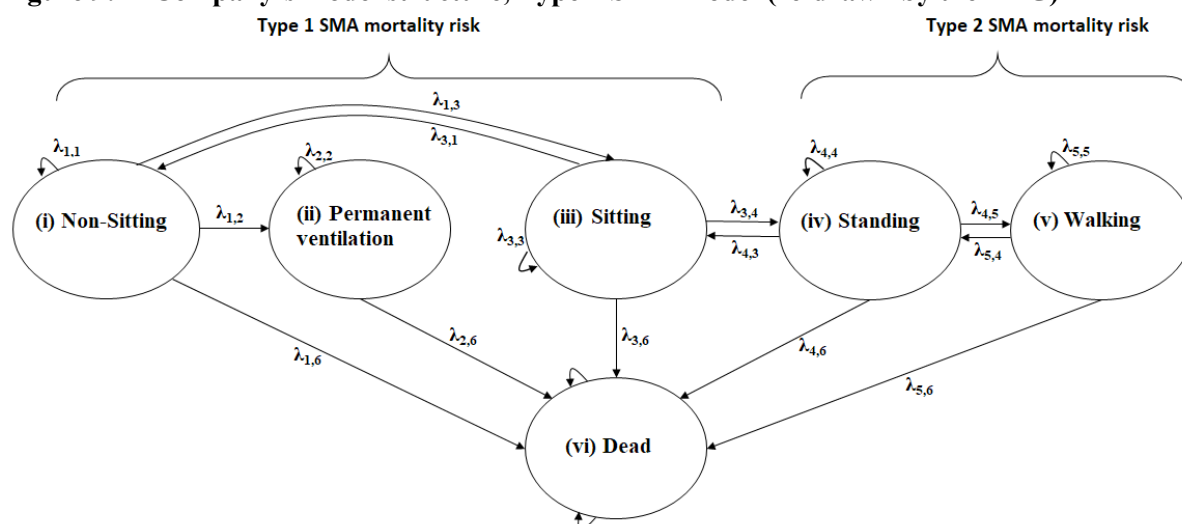 Type 1 SMA mortality risk
Type 2 SMA mortality risk
λ1,3
λ3,1
λ1,1
λ2,2
λ4,4
λ5,5
(i) Non-Sitting
λ1,2
(ii) Permanent
ventilation
(iii) Sitting
λ3,3
λ3,4
λ4,3
(iv) Standing
λ4,5
λ5,4
(v) Walking
λ1,6
λ2,6
λ3,6
λ4,6
λ5,6
(vi) Dead